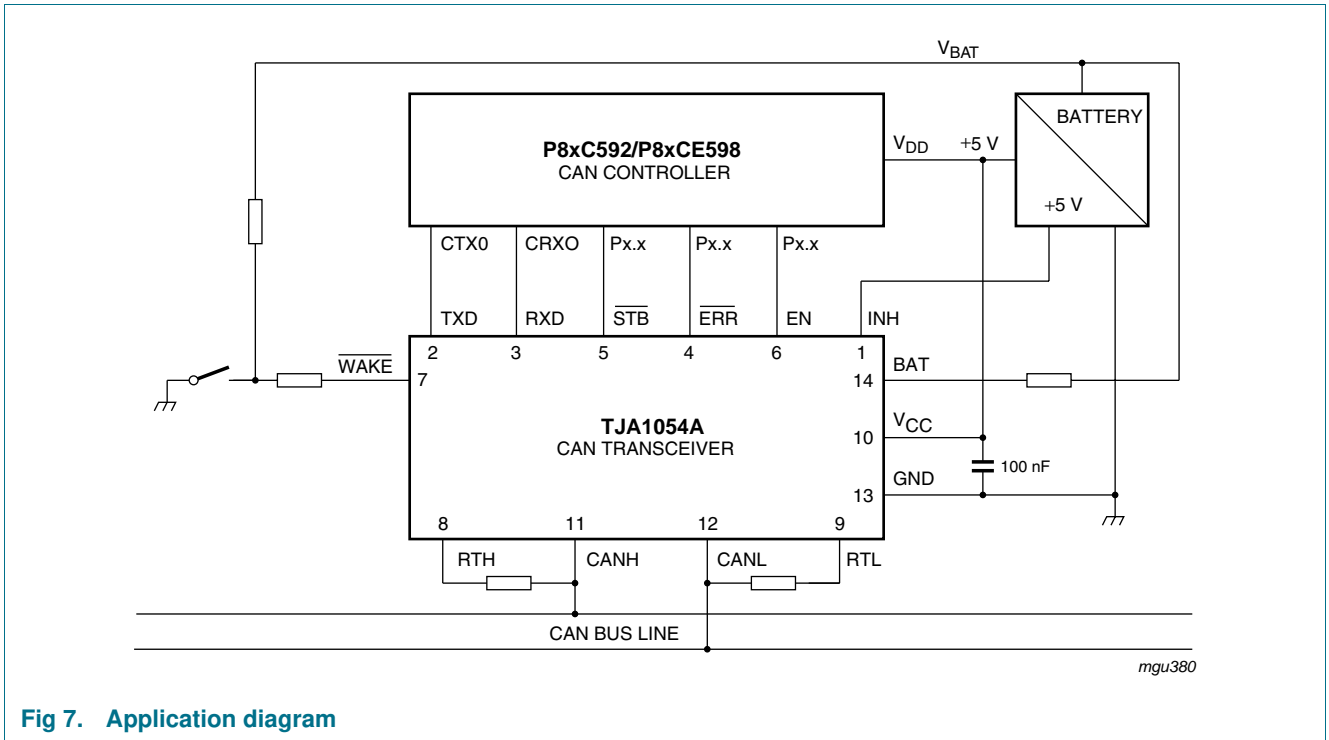 VBAT
BATTERY
+5 V
P8xC592/P8xCE598
CAN CONTROLLER
VDD +5 V
CTX0 CRXO Px.x Px.x Px.x
TXD RXD STB ERR EN INH
2 3 5 4 6 1
WAKE 7
14 BAT
TJA1054A
CAN TRANSCEIVER
10 VCC
100 nF
13 GND
8 11 12 9
RTH CANH CANL RTL
CAN BUS LINE
mgu380
Fig 7. Application diagram